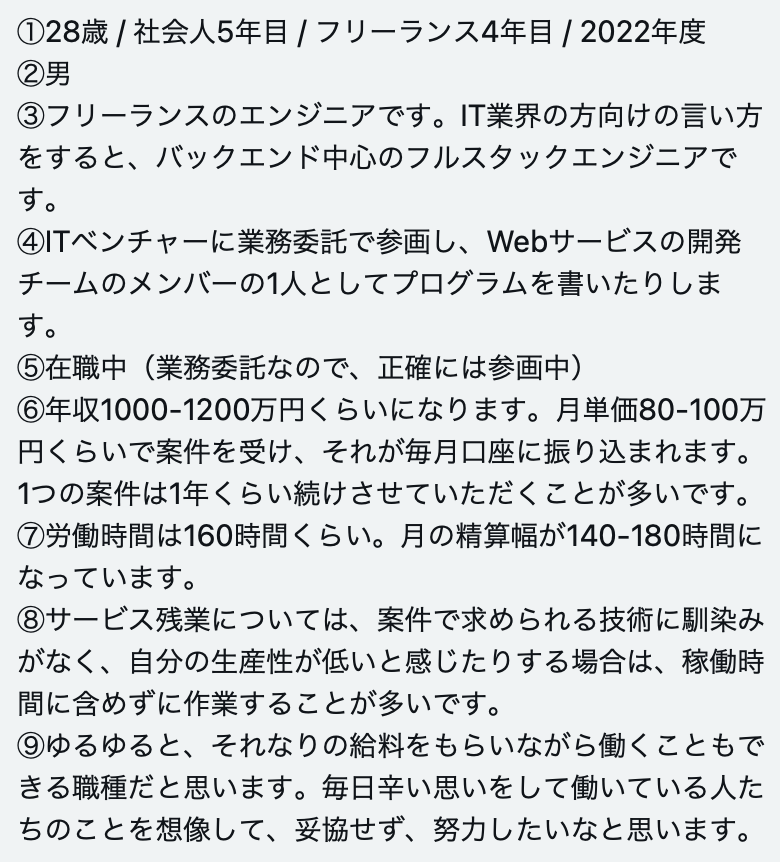 ①28歳 / 社会人5年目 / フリーランス4年目 / 2022年度
②男
③フリーランスのエンジニアです。IT業界の方向けの言い方
をすると、バックエンド中心のフルスタックエンジニアで
す。
④ITベンチャーに業務委託で参画し、Webサービスの開発
チームのメンバーの1人としてプログラムを書いたりしま
す。
⑤在職中（業務委託なので、正確には参画中）
⑥年収1000-1200万円くらいになります。月単価80-100万
円くらいで案件を受け、それが毎月口座に振り込まれます。
1つの案件は1年くらい続けさせていただくことが多いです。
⑦労働時間は160時間くらい。月の精算幅が140-180時間に
なっています。
⑧サービス残業については、案件で求められる技術に馴染み
がなく、自分の生産性が低いと感じたりする場合は、稼働時
間に含めずに作業することが多いです。
⑨ゆるゆると、それなりの給料をもらいながら働くこともで
きる職種だと思います。毎日辛い思いをして働いている人た
ちのことを想像して、妥協せず、努力したいなと思います。